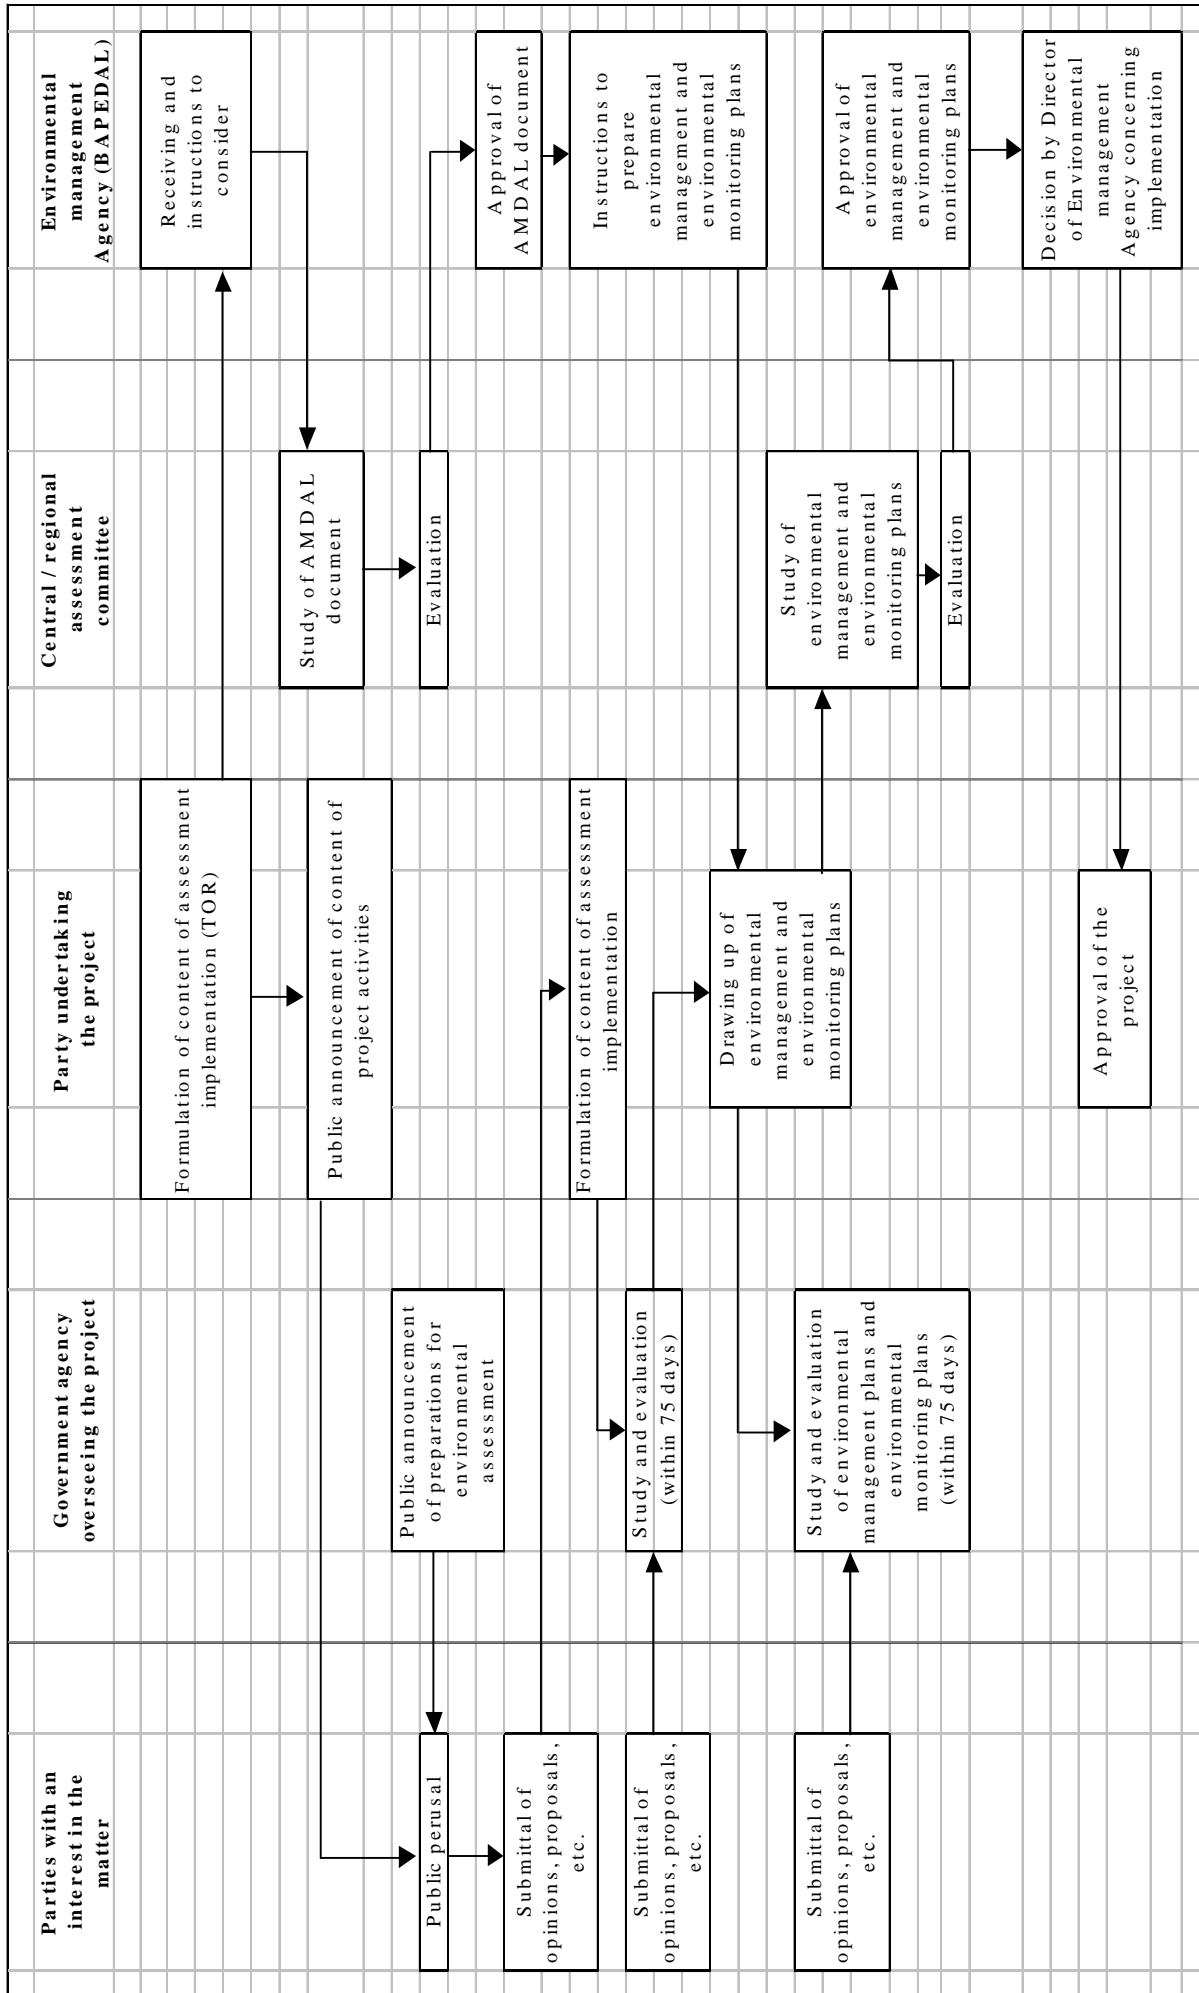 Parties with an
interest in the
matter
Government agency
overseeing the project
Party undertaking
the project
Central / regional
assessment
committee
Environmental
management
Agency (BAPEDAL)
Formulation of content of assessment
implementation (TOR)
Receiving and
instructions to
consider
Public announcement of content of
project activities
Study of AMDAL
document
Public announcement
of preparations for
environmental
assessment
Public perusal
Evaluation
Approval of
AMDAL document
Submittal of
opinions, proposals,
etc.
Formulation of content of assessment
implementation
Instructions to
prepare
environmental
management and
environmental
monitoring plans
Submittal of
opinions, proposals,
etc.
Study and evaluation
(within 75 days)
Drawing up of
environmental
management and
environmental
monitoring plans
Study of
environmental
management and
environmental
monitoring plans
Submittal of
opinions, proposals,
etc.
Study and evaluation
of environmental
management plans and
environmental
monitoring plans
(within 75 days)
Evaluation
Approval of
environmental
management and
environmental
monitoring plans
Decision by Director
of Environmental
management
Agency concerning
implementation
Approval of the
project